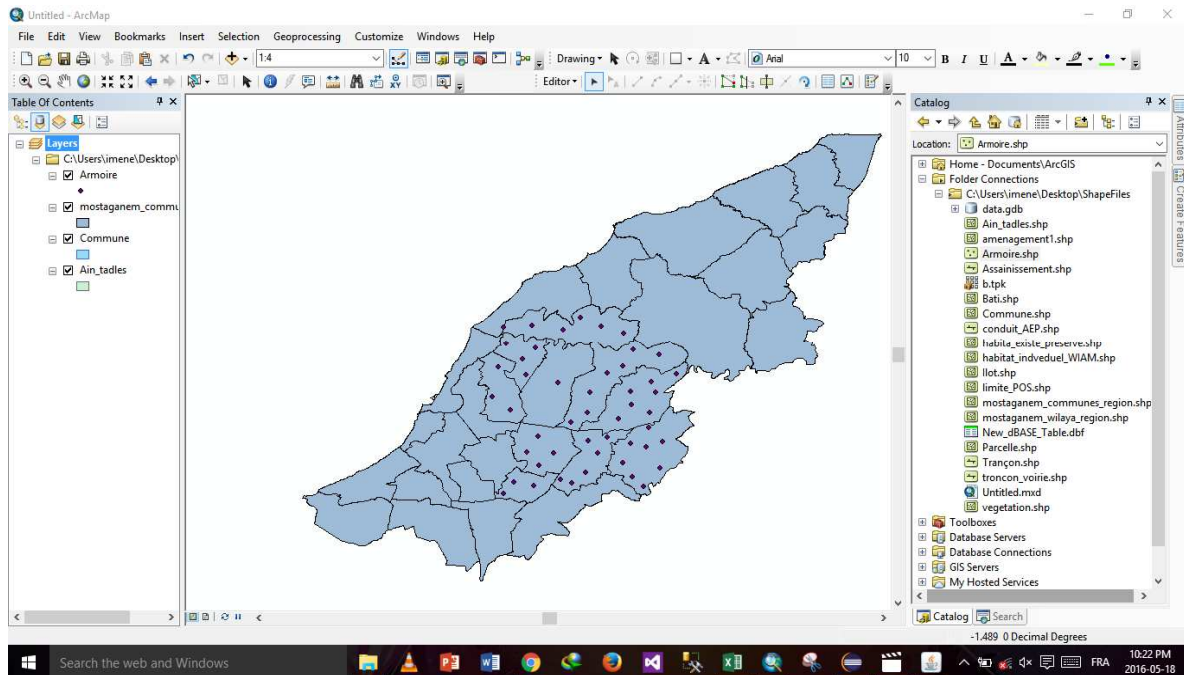 Untitled - ArcMap
File Edit View Bookmarks Insert Selection Geoprocessing Customize Windows Help
1:4
Drawing
A
Arial
10
B I U A
Editor
Table Of Contents
Layers
C:\Users\imene\Desktop\
Armoire
mostaganem_commu
Commune
Ain_tadles
Catalog
Location: Armoire.shp
Home - Documents\ArcGIS
Folder Connections
C:\Users\imene\Desktop\ShapeFiles
data.gdb
Ain_tadles.shp
amenagement1.shp
Armoire.shp
Assainissement.shp
b.tpk
Bati.shp
Commune.shp
conduit_AEP.shp
habita_existe_preserve.shp
habitat_indveduel_WIAM.shp
Ilot.shp
limite_POS.shp
mostaganem_communes_region.shp
mostaganem_wilaya_region.shp
New_dBASE_Table.dbf
Parcelle.shp
Trançon.shp
troncon_voirie.shp
Untitled.mxd
vegetation.shp
Toolboxes
Database Servers
Database Connections
GIS Servers
My Hosted Services
Catalog Search
Attributes
Create Features
-1.489 0 Decimal Degrees
Search the web and Windows
FRA
10:22 PM
2016-05-18